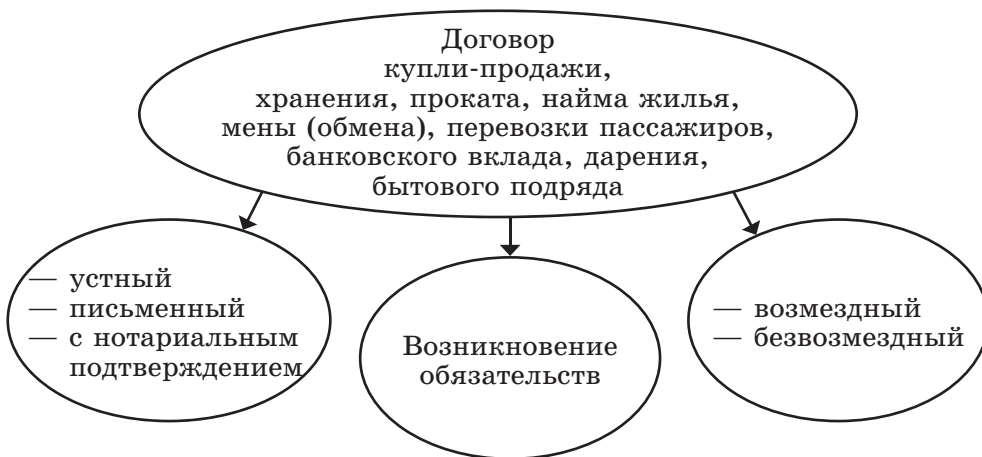 Договор
купли-продажи,
хранения, проката, найма жилья,
мены (обмена), перевозки пассажиров,
банковского вклада, дарения,
бытового подряда
— устный
— письменный
— с нотариальным
подтверждением
Возникновение
обязательств
— возмездный
— безвозмездный